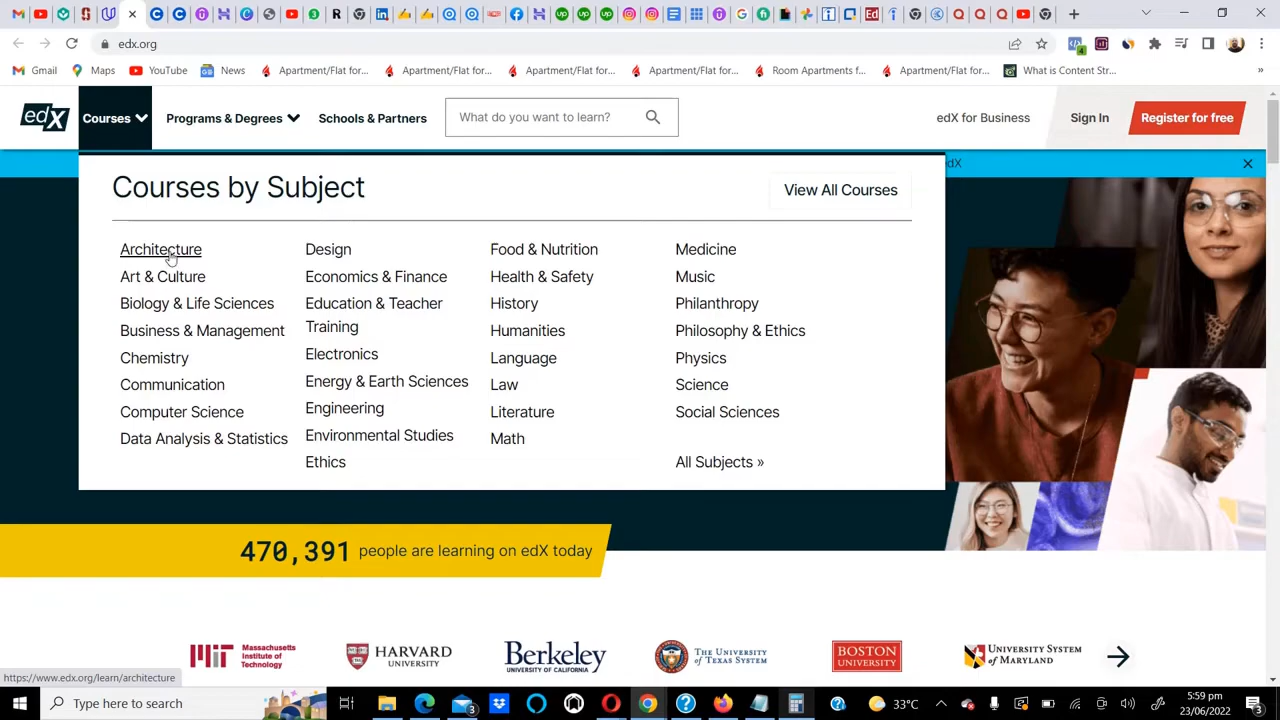 edx.org
Gmail
Maps
YouTube
News
Apartment/Flat for...
Apartment/Flat for...
Apartment/Flat for...
Apartment/Flat for...
Room Apartments f...
Apartment/Flat for...
What is Content Str...
»
edX
Courses
Programs & Degrees
Schools & Partners
What do you want to learn?
edX for Business
Sign In
Register for free
Courses by Subject
View All Courses
Architecture
Art & Culture
Biology & Life Sciences
Business & Management
Chemistry
Communication
Computer Science
Data Analysis & Statistics
Design
Economics & Finance
Education & Teacher
Training
Electronics
Energy & Earth Sciences
Engineering
Environmental Studies
Ethics
Food & Nutrition
Health & Safety
History
Humanities
Language
Law
Literature
Math
Medicine
Music
Philanthropy
Philosophy & Ethics
Physics
Science
Social Sciences
All Subjects »
470,391 people are learning on edX today
Massachusetts
Institute of
Technology
HARVARD
UNIVERSITY
Berkeley
UNIVERSITY OF CALIFORNIA
THE UNIVERSITY
OF TEXAS SYSTEM
BOSTON
UNIVERSITY
UNIVERSITY SYSTEM
of MARYLAND
https://www.edx.org/learn/architecture
Type here to search
33°C
5:59 pm
23/06/2022